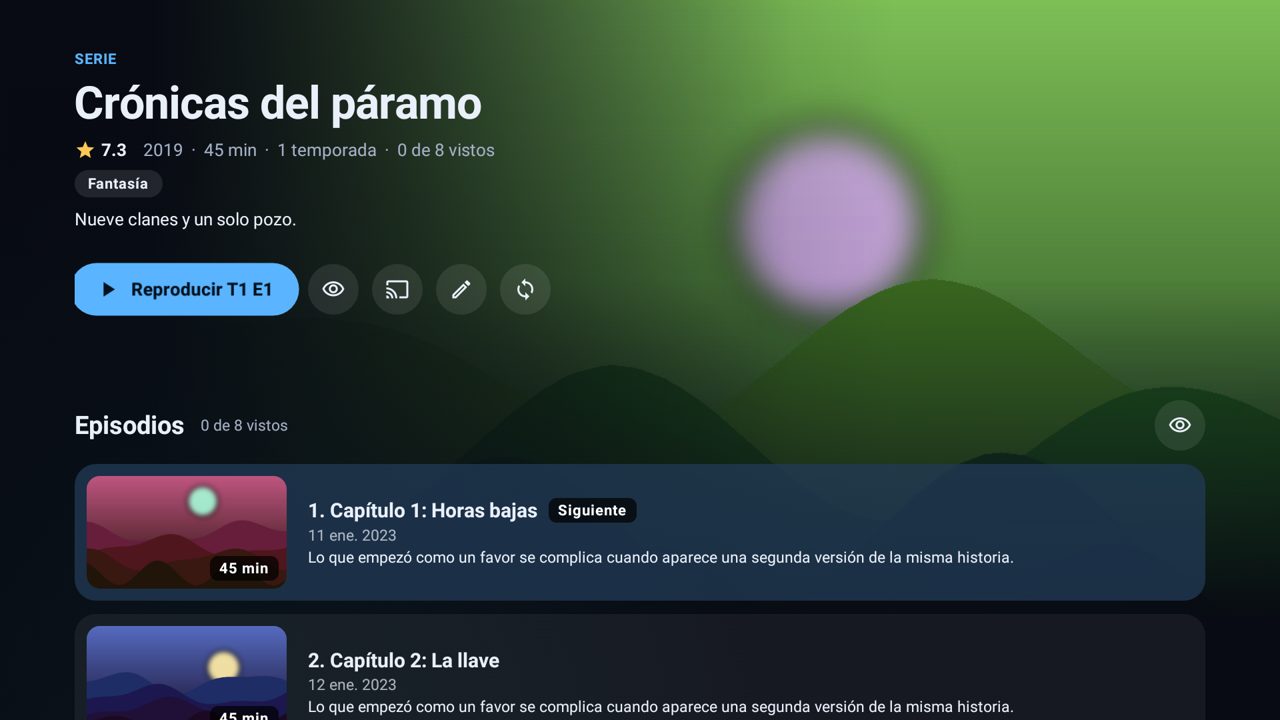 SERIE
Crónicas del páramo
7.3 2019 · 45 min · 1 temporada · 0 de 8 vistos
Fantasía
Nueve clanes y un solo pozo.
Reproducir T1 E1
Episodios 0 de 8 vistos
1. Capítulo 1: Horas bajas Siguiente
11 ene. 2023
Lo que empezó como un favor se complica cuando aparece una segunda versión de la misma historia.
45 min
2. Capítulo 2: La llave
12 ene. 2023
Lo que empezó como un favor se complica cuando aparece una segunda versión de la misma historia.
45 min